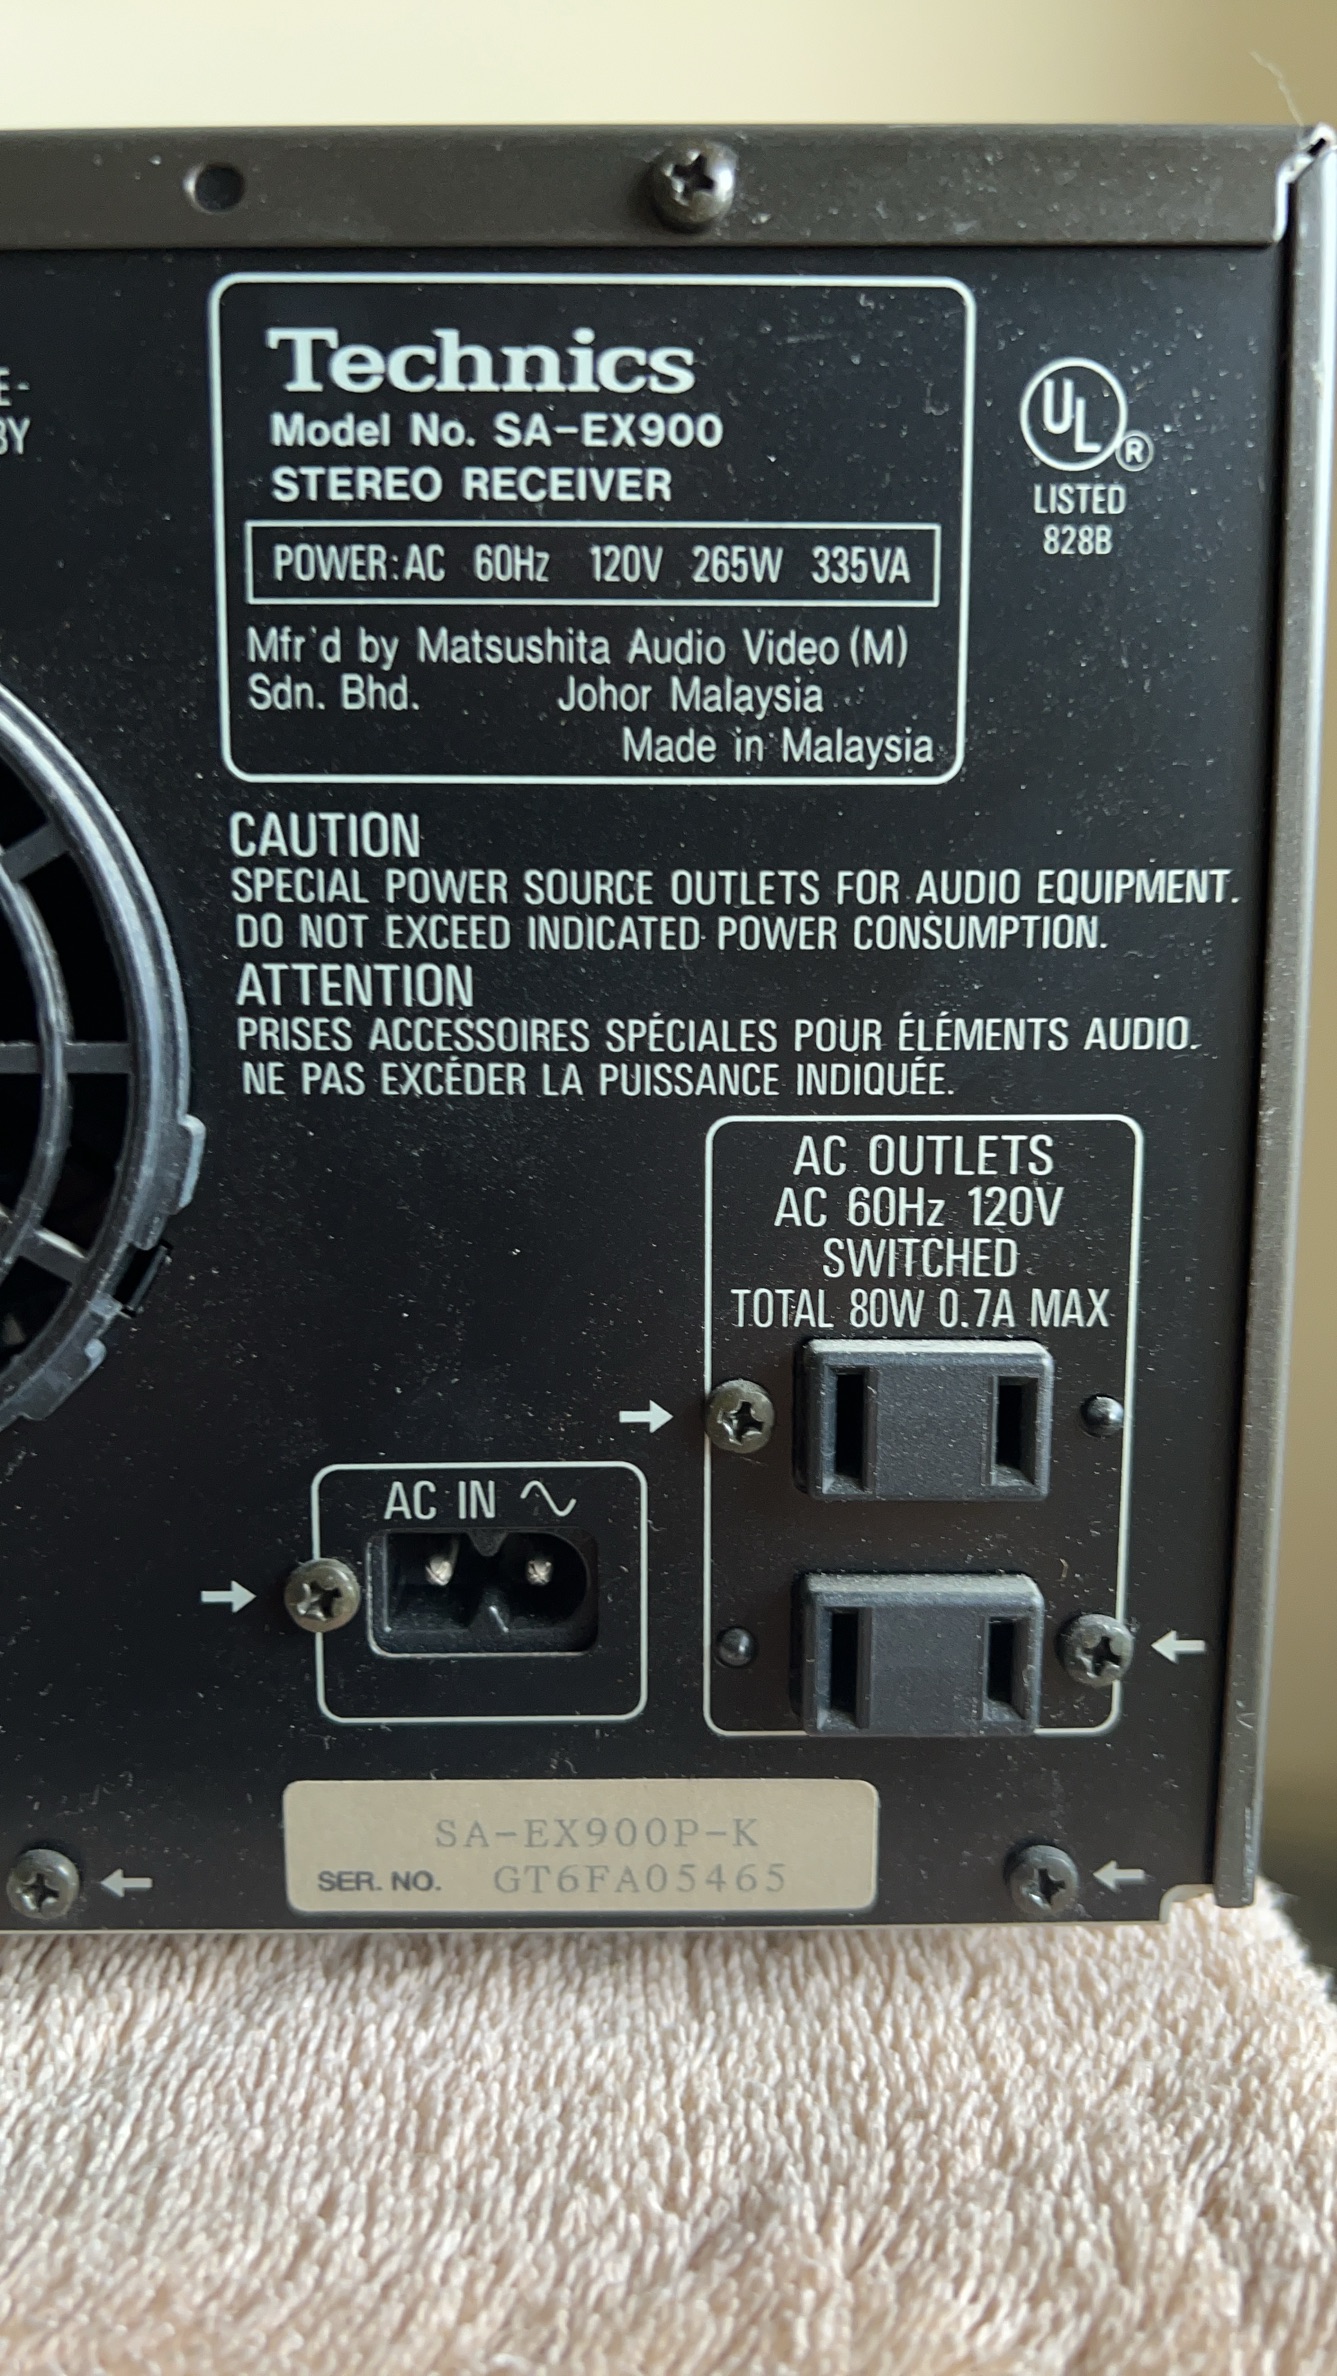 E-
BY
Technics
Model No. SA-EX900
STEREO RECEIVER
POWER:AC 60Hz 120V 265W 335VA
Mfr'd by Matsushita Audio Video (M)
Sdn. Bhd. Johor Malaysia
Made in Malaysia
UL®
LISTED
828B
CAUTION
SPECIAL POWER SOURCE OUTLETS FOR AUDIO EQUIPMENT.
DO NOT EXCEED INDICATED POWER CONSUMPTION.
ATTENTION
PRISES ACCESSOIRES SPÉCIALES POUR ÉLÉMENTS AUDIO.
NE PAS EXCÉDER LA PUISSANCE INDIQUÉE.
AC OUTLETS
AC 60Hz 120V
SWITCHED
TOTAL 80W 0.7A MAX
AC IN ∿
SA-EX900P-K
SER. NO. GT6FA05465